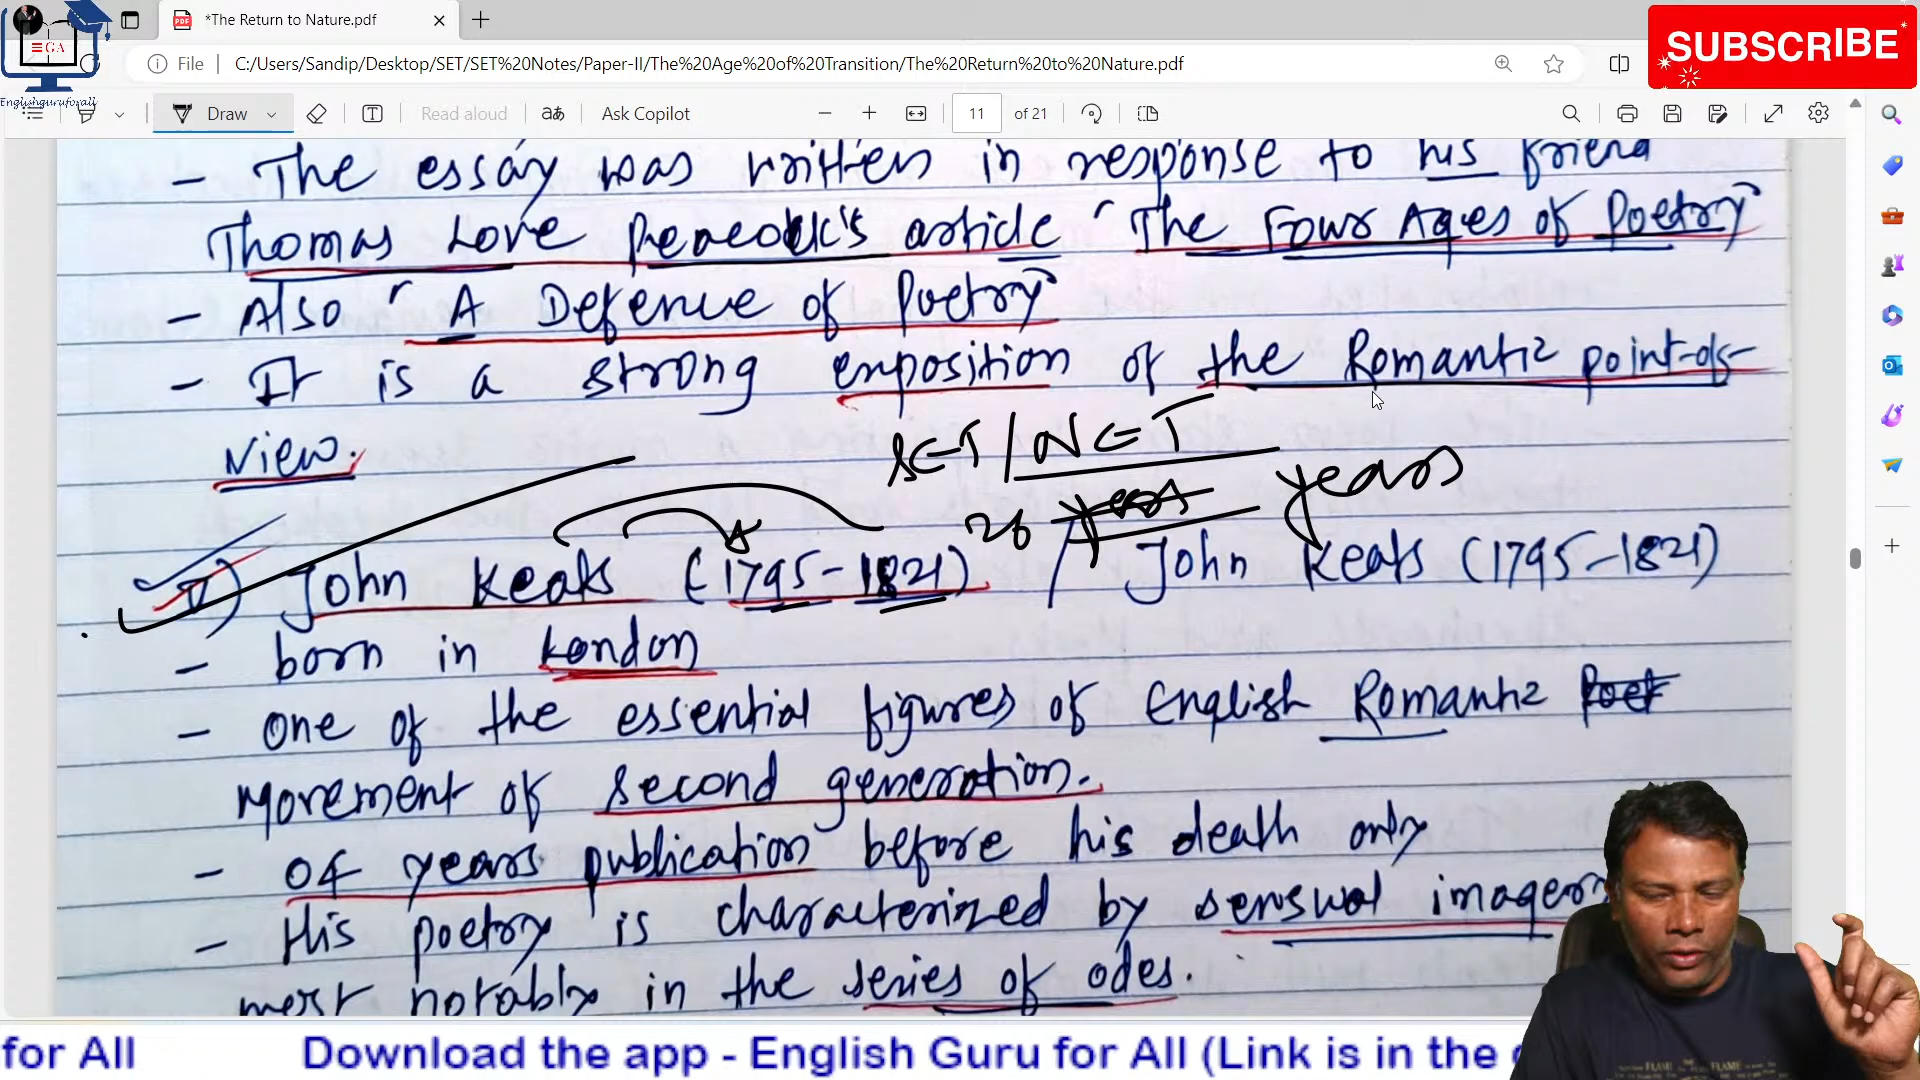 *The Return to Nature.pdf
SUBSCRIBE
File C:/Users/Sandip/Desktop/SET/SET%20Notes/Paper-II/The%20Age%20of%20Transition/The%20Return%20to%20Nature.pdf
≡GA
Englishguruforall
Draw Read aloud aあ Ask Copilot 11 of 21
- The essay was written in response to his friend
Thomas Love Peacock's article "The Four Ages of Poetry"
- Also "A Defence of Poetry"
- It is a strong exposition of the Romantic point-of-
view.
SET/NET
26 years years
V) John Keats (1795-1821) / John Keats (1795-1821)
- born in London
- One of the essential figures of English Romantic Poet
Movement of second generation.
- 04 years publication before his death only
- His poetry is characterized by sensual imagery
most notably in the series of odes.
for All Download the app - English Guru for All (Link is in the